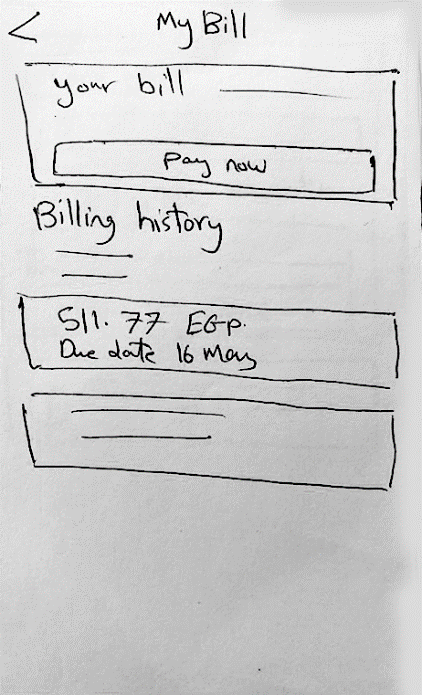 My Bill
your bill
Pay now
Billing history
511. 77 EGP.
Due date 16 May